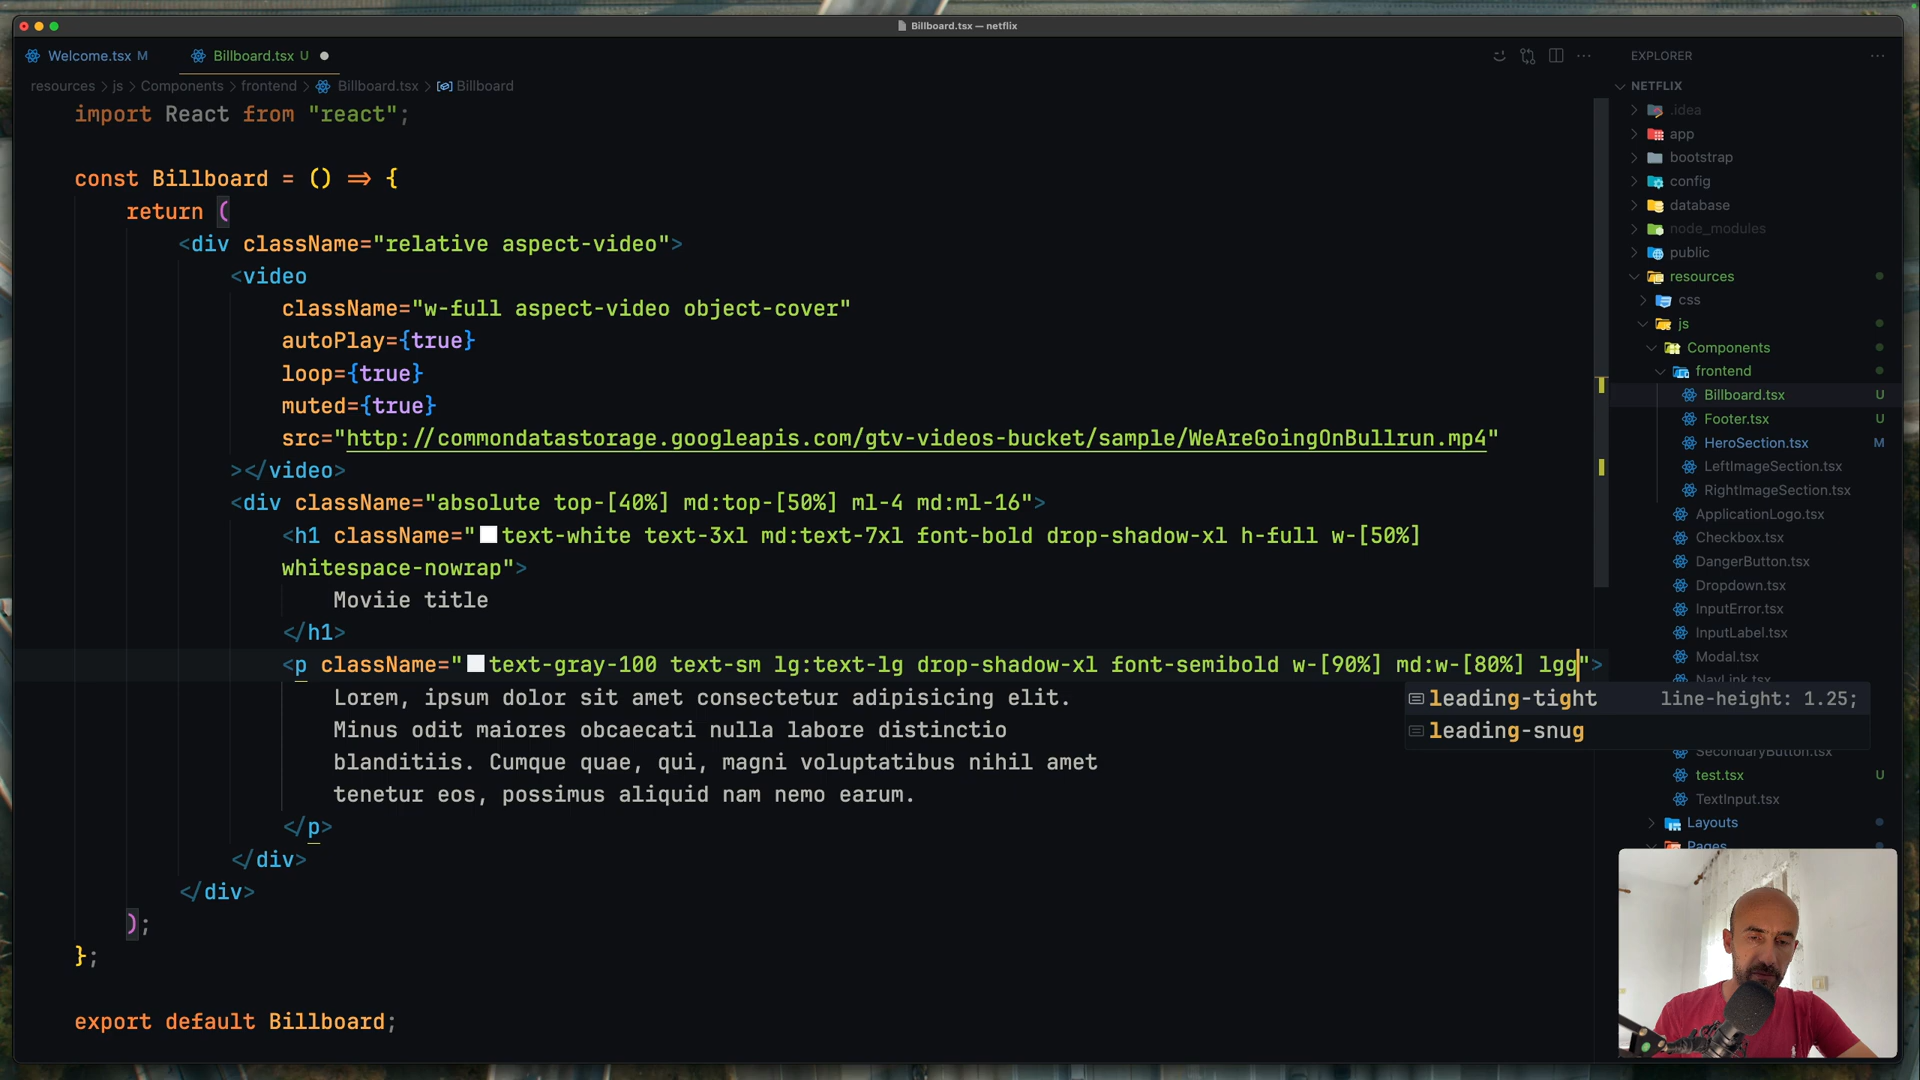 Billboard.tsx — netflix
Welcome.tsx M
Billboard.tsx U
resources > js > Components > frontend > Billboard.tsx > Billboard
import React from "react";
const Billboard = () => {
return (
<div className="relative aspect-video">
<video
className="w-full aspect-video object-cover"
autoPlay={true}
loop={true}
muted={true}
src="http://commondatastorage.googleapis.com/gtv-videos-bucket/sample/WeAreGoingOnBullrun.mp4"
></video>
<div className="absolute top-[40%] md:top-[50%] ml-4 md:ml-16">
<h1 className="text-white text-3xl md:text-7xl font-bold drop-shadow-xl h-full w-[50%]
whitespace-nowrap">
Moviie title
</h1>
<p className="text-gray-100 text-sm lg:text-lg drop-shadow-xl font-semibold w-[90%] md:w-[80%] lgg">
Lorem, ipsum dolor sit amet consectetur adipisicing elit.
Minus odit maiores obcaecati nulla labore distinctio
blanditiis. Cumque quae, qui, magni voluptatibus nihil amet
tenetur eos, possimus aliquid nam nemo earum.
</p>
</div>
</div>
);
};
export default Billboard;
leading-tight line-height: 1.25;
leading-snug
EXPLORER
NETFLIX
.idea
app
bootstrap
config
database
node_modules
public
resources
css
js
Components
frontend
Billboard.tsx U
Footer.tsx U
HeroSection.tsx M
LeftImageSection.tsx
RightImageSection.tsx
ApplicationLogo.tsx
Checkbox.tsx
DangerButton.tsx
Dropdown.tsx
InputError.tsx
InputLabel.tsx
Modal.tsx
NavLink.tsx
SecondaryButton.tsx
test.tsx U
TextInput.tsx
Layouts
Pages